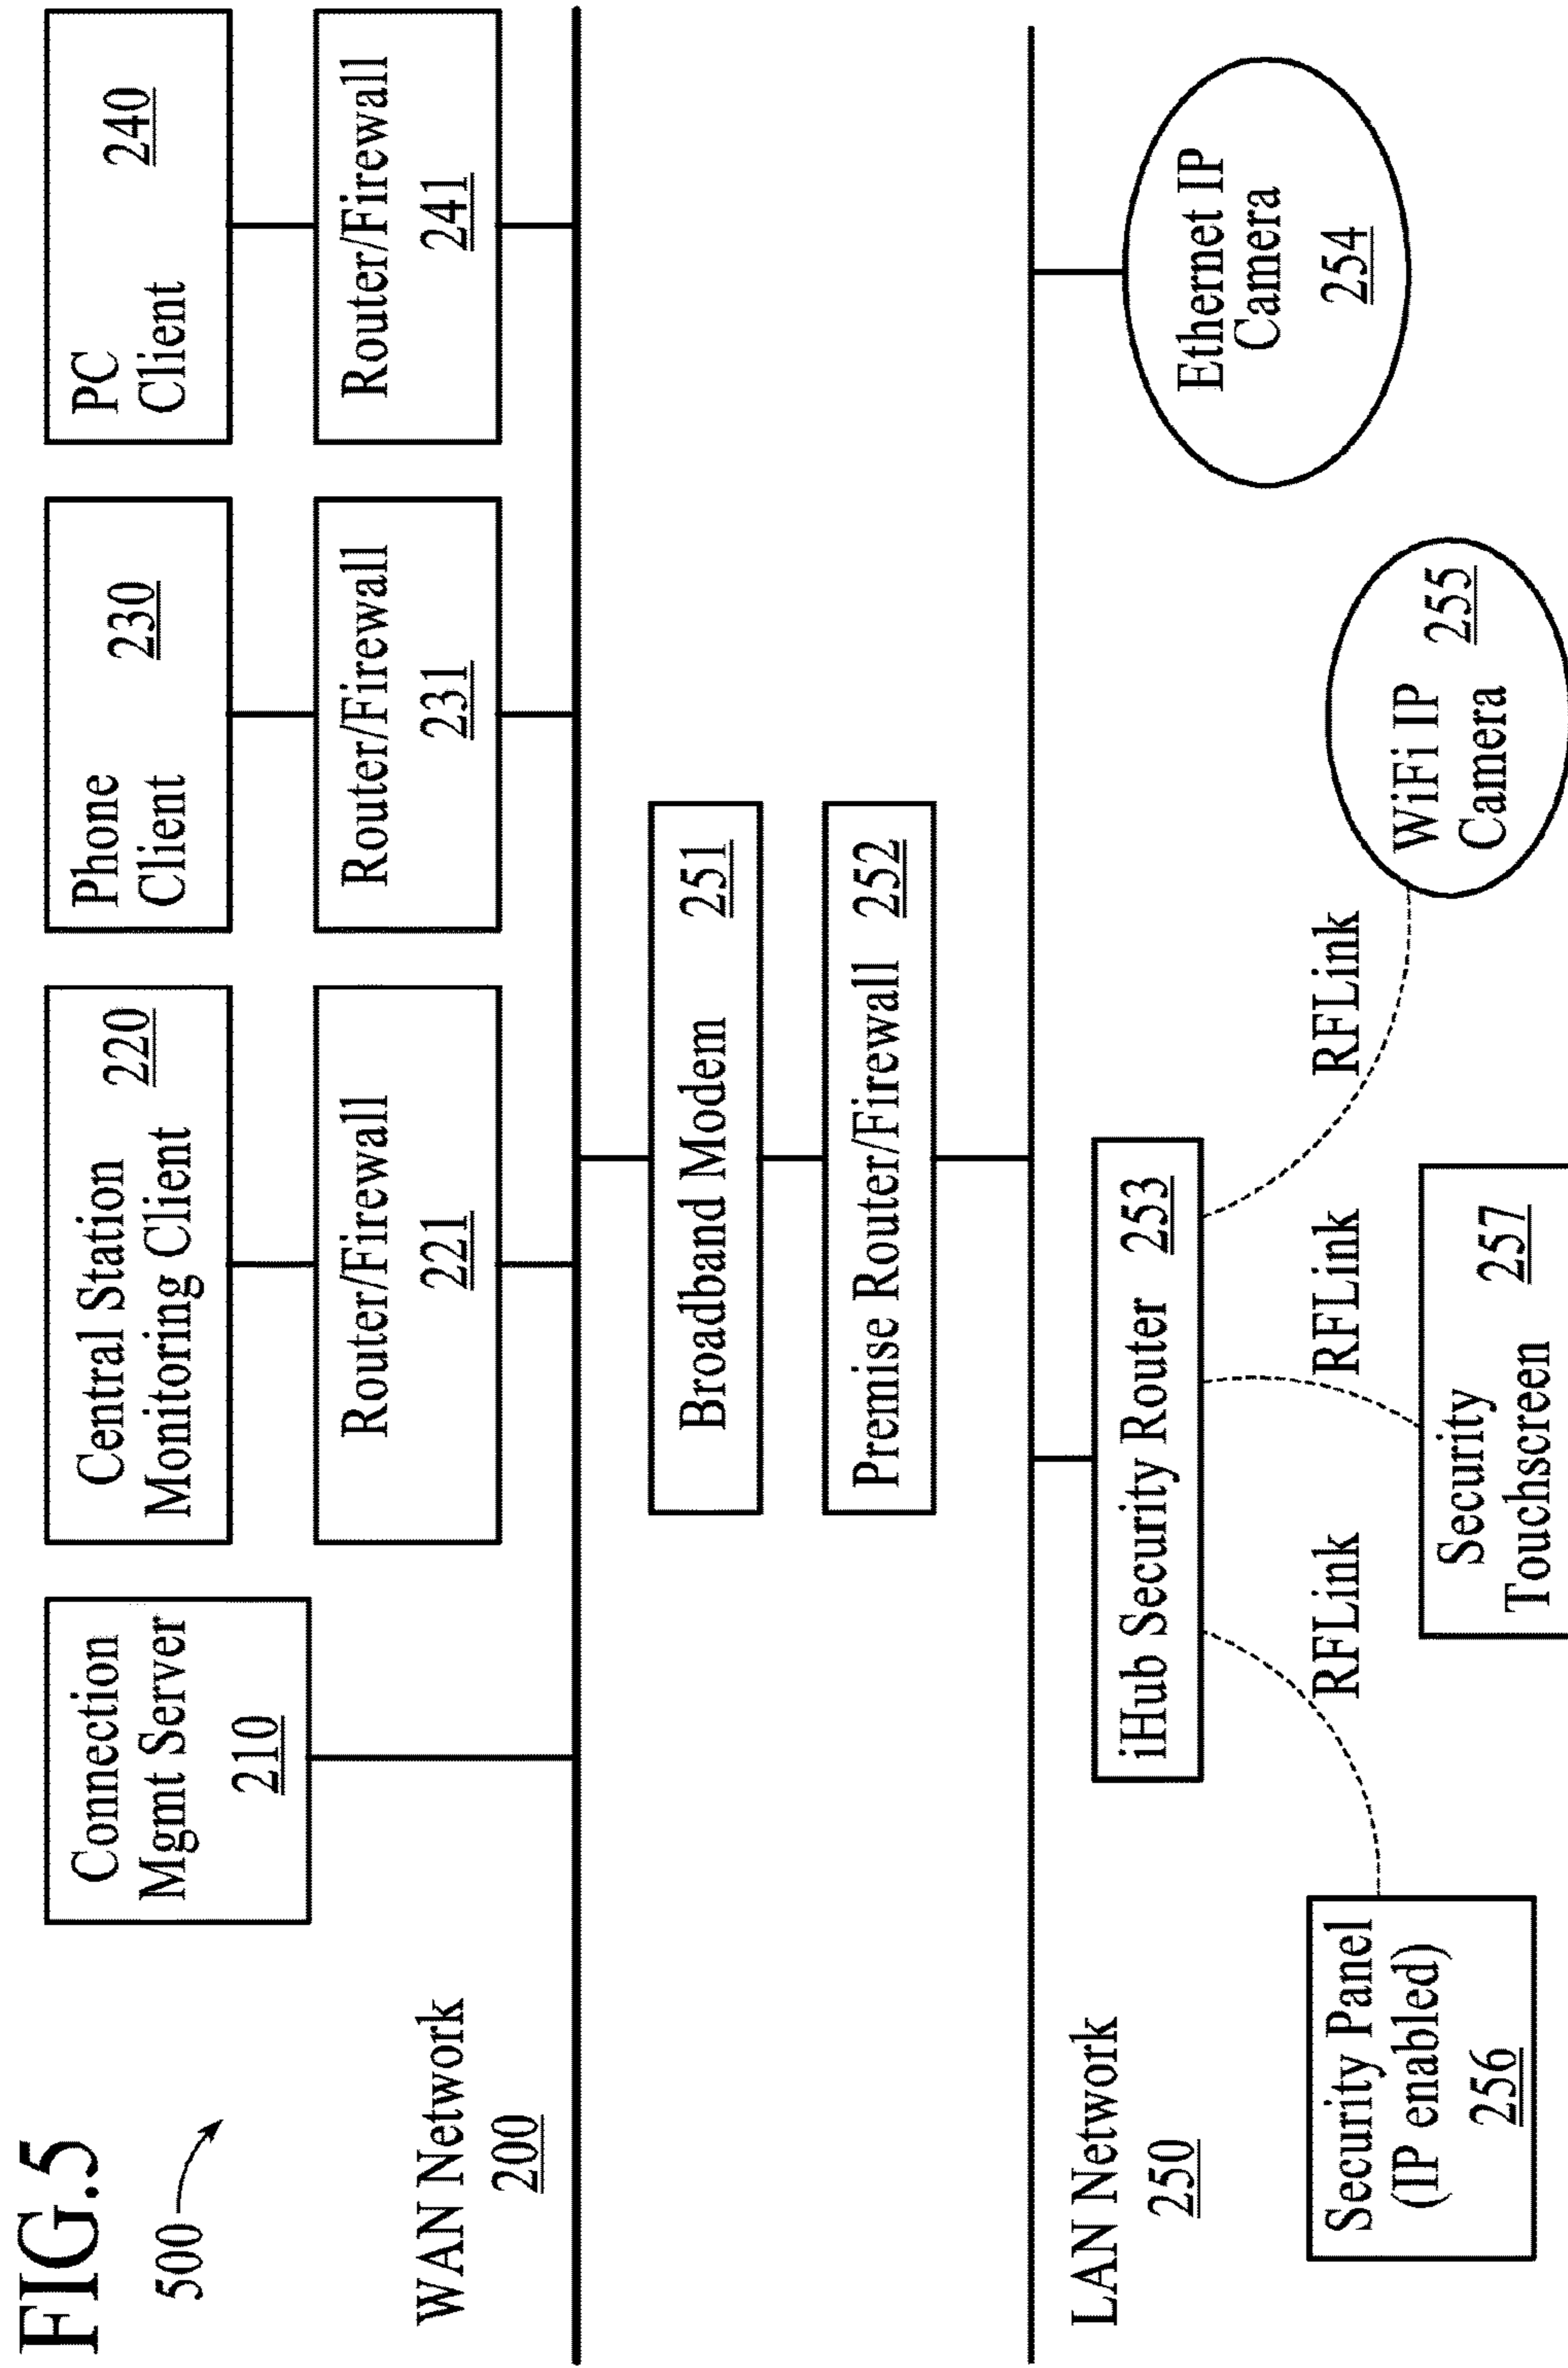 FIG.5
500
Connection
Mgmt Server
210
Central Station
Monitoring Client
220
Phone
Client
230
PC
Client
240
Router/Firewall
221
Router/Firewall
231
Router/Firewall
241
WAN Network
200
Broadband Modem 251
Premise Router/Firewall 252
LAN Network
250
iHub Security Router 253
Ethernet IP
Camera
254
RFLink
RFLink
RFLink
Security Panel
(IP enabled)
256
Security
Touchscreen
257
WiFi IP
Camera
255